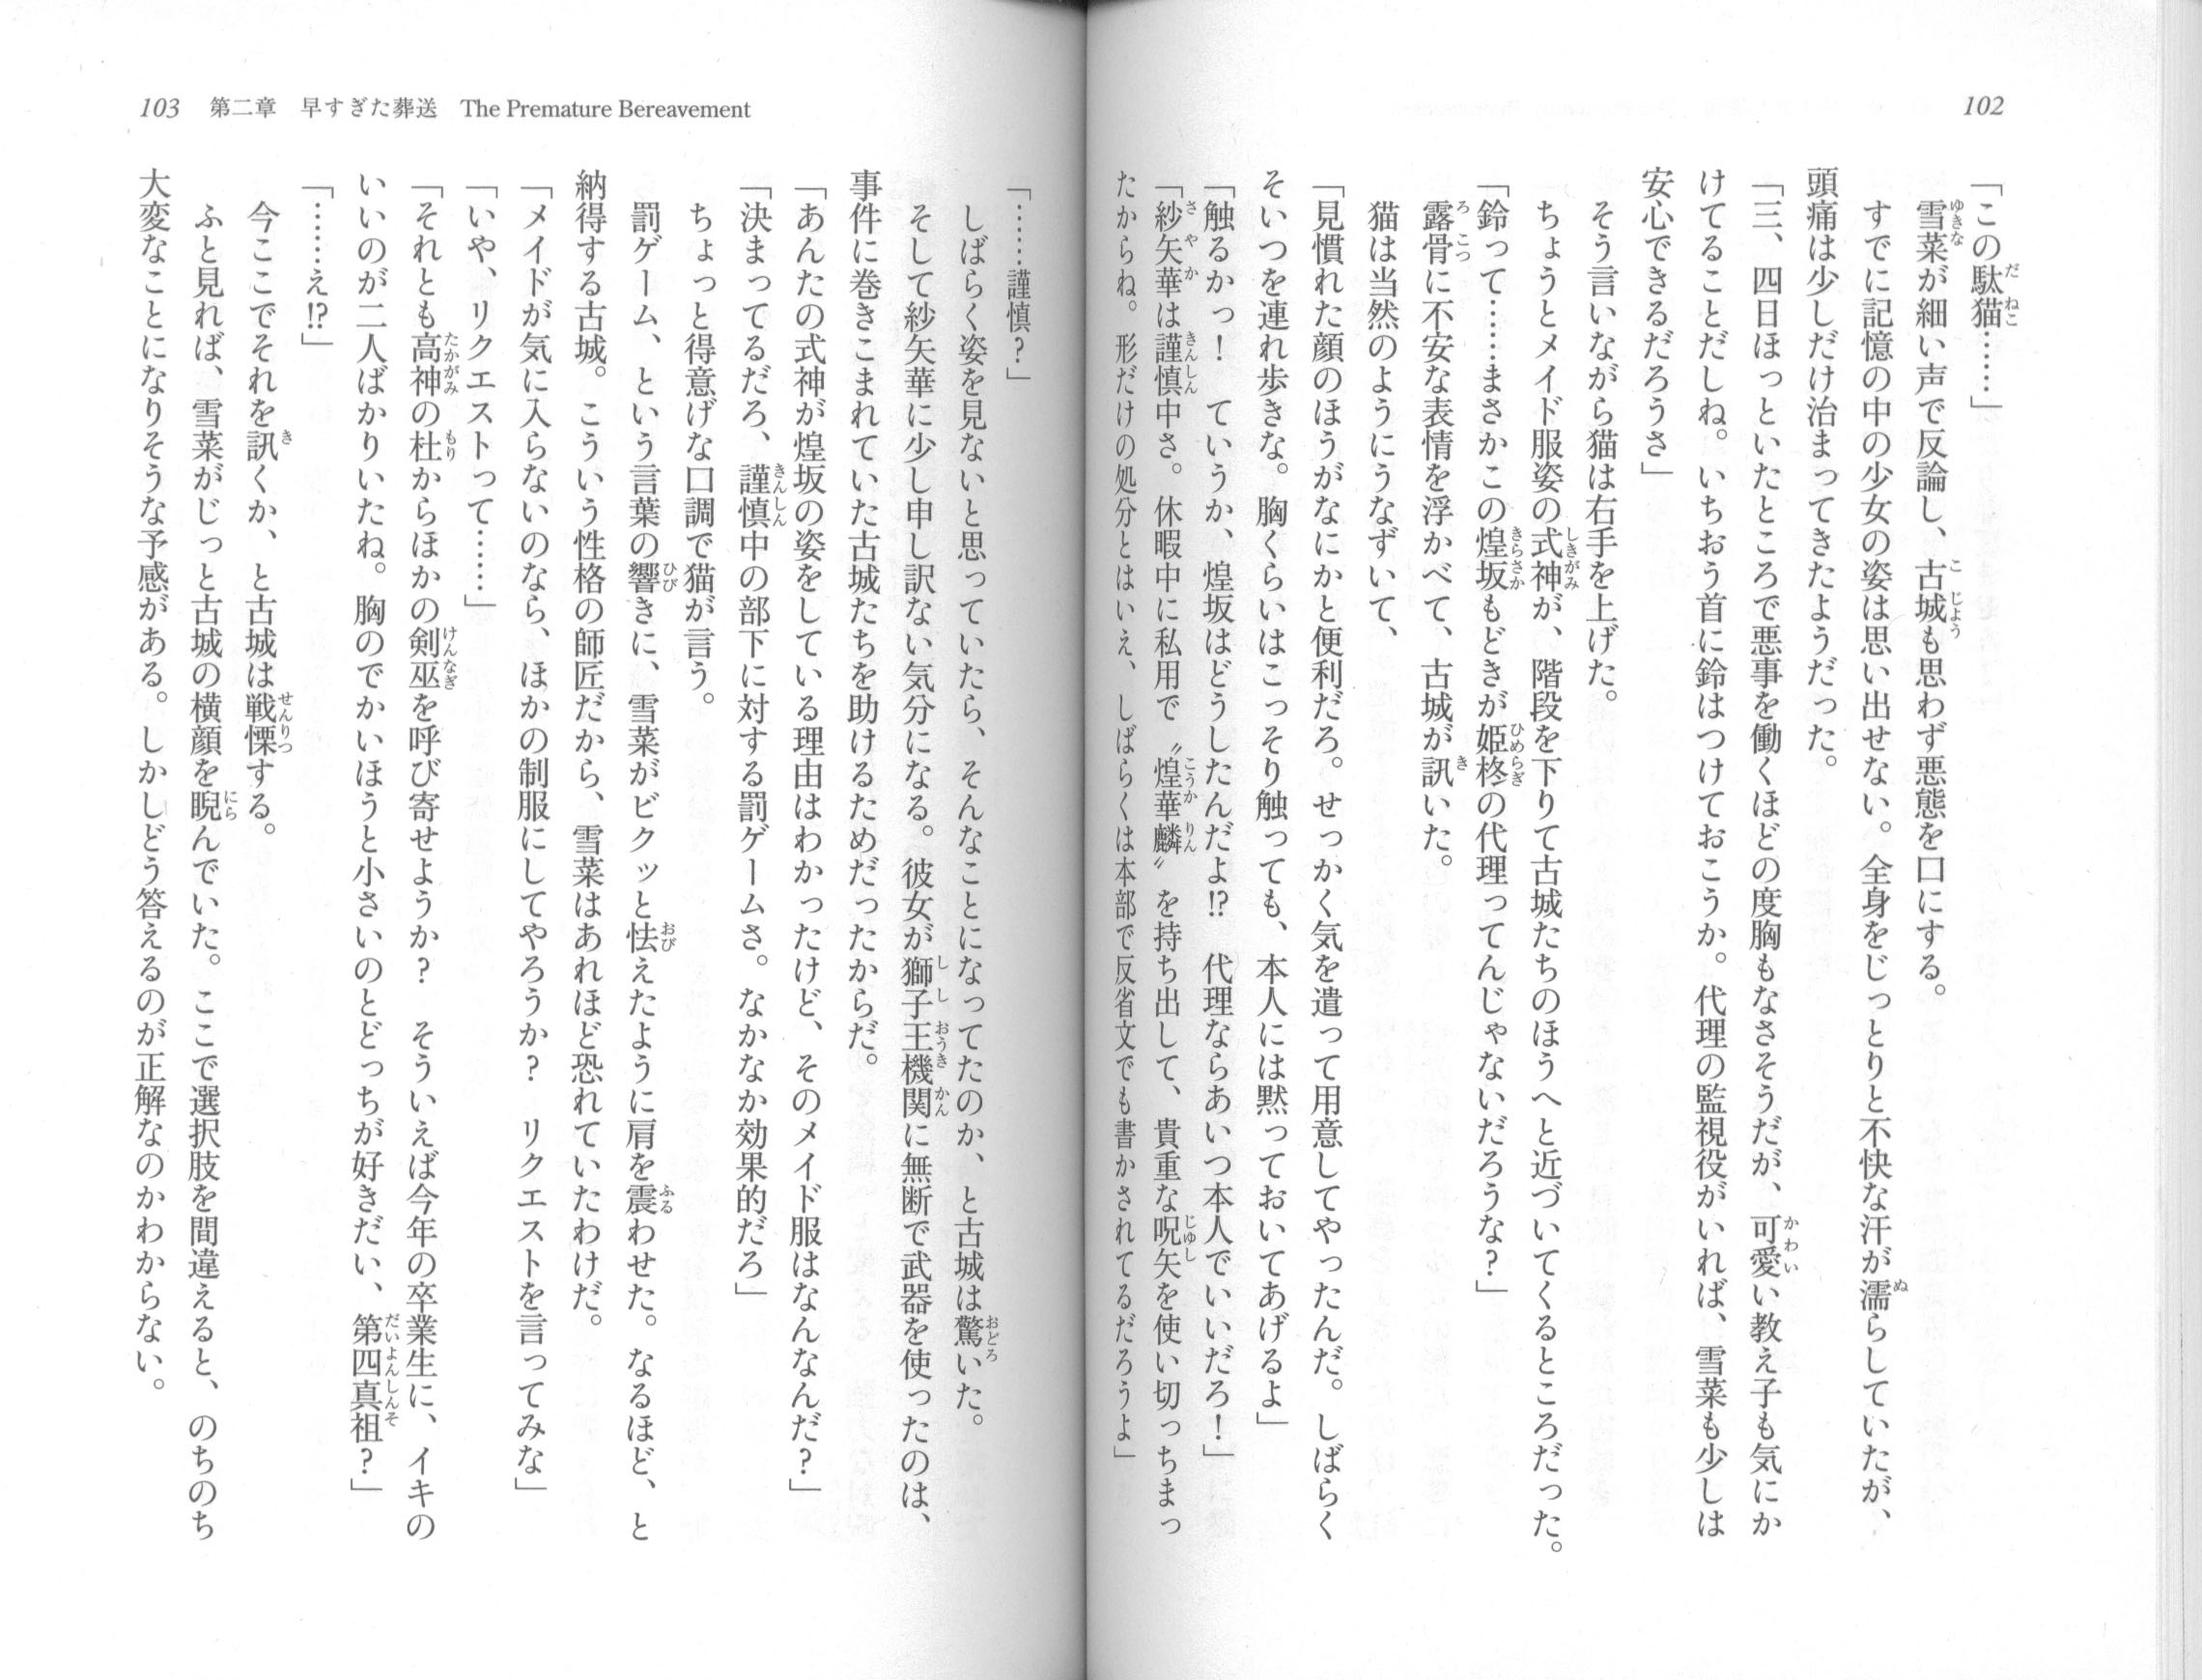 102
「この駄猫……」
　雪菜が細い声で反論し、古城も思わず悪態を口にする。
　すでに記憶の中の少女の姿は思い出せない。全身をじっとりと不快な汗が濡らしていたが、
頭痛は少しだけ治まってきたようだった。
「三、四日ほっといたところで悪事を働くほどの度胸もなさそうだが、可愛い教え子も気にか
けてることだしね。いちおう首に鈴はつけておこうか。代理の監視役がいれば、雪菜も少しは
安心できるだろうさ」
　そう言いながら猫は右手を上げた。
　ちょうとメイド服姿の式神が、階段を下りて古城たちのほうへと近づいてくるところだった。
「鈴って……まさかこの煌坂もどきが姫柊の代理ってんじゃないだろうな？」
　露骨に不安な表情を浮かべて、古城が訊いた。
　猫は当然のようにうなずいて、
「見慣れた顔のほうがなにかと便利だろ。せっかく気を遣って用意してやったんだ。しばらく
そいつを連れ歩きな。胸くらいはこっそり触っても、本人には黙っておいてあげるよ」
「触るかっ！　ていうか、煌坂はどうしたんだよ!?　代理ならあいつ本人でいいだろ！」
「紗矢華は謹慎中さ。休暇中に私用で〝煌華麟〟を持ち出して、貴重な呪矢を使い切っちまっ
たからね。形だけの処分とはいえ、しばらくは本部で反省文でも書かされてるだろうよ」
103　第二章　早すぎた葬送　The Premature Bereavement
「……謹慎？」
　しばらく姿を見ないと思っていたら、そんなことになってたのか、と古城は驚いた。
　そして紗矢華に少し申し訳ない気分になる。彼女が獅子王機関に無断で武器を使ったのは、
事件に巻きこまれていた古城たちを助けるためだったからだ。
「あんたの式神が煌坂の姿をしている理由はわかったけど、そのメイド服はなんなんだ？」
「決まってるだろ、謹慎中の部下に対する罰ゲームさ。なかなか効果的だろ」
　ちょっと得意げな口調で猫が言う。
　罰ゲーム、という言葉の響きに、雪菜がビクッと怯えたように肩を震わせた。なるほど、と
納得する古城。こういう性格の師匠だから、雪菜はあれほど恐れていたわけだ。
「メイドが気に入らないのなら、ほかの制服にしてやろうか？　リクエストを言ってみな」
「いや、リクエストって……」
「それとも高神の杜からほかの剣巫を呼び寄せようか？　そういえば今年の卒業生に、イキの
いいのが二人ばかりいたね。胸のでかいほうと小さいのとどっちが好きだい、第四真祖？」
「……え!?」
　今ここでそれを訊くか、と古城は戦慄する。
　ふと見れば、雪菜がじっと古城の横顔を睨んでいた。ここで選択肢を間違えると、のちのち
大変なことになりそうな予感がある。しかしどう答えるのが正解なのかわからない。